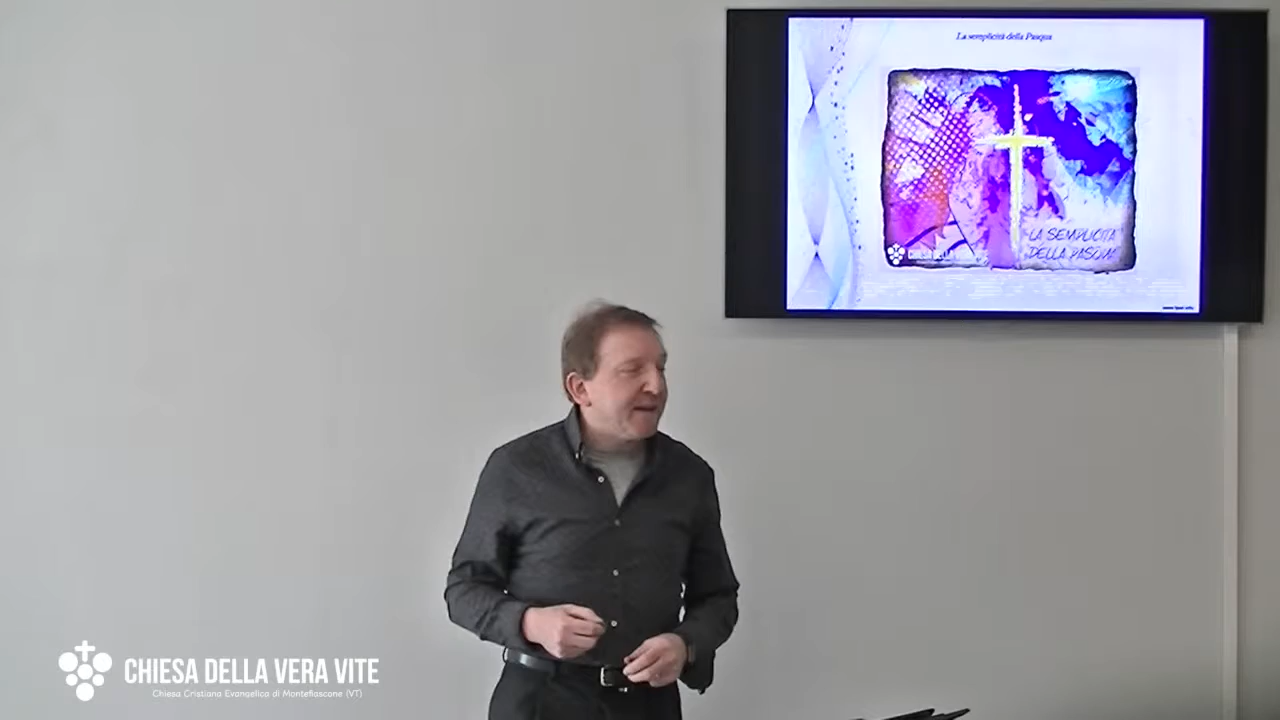 La semplicità della Pasqua
LA SEMPLICITÀ
DELLA PASQUA
CHIESA DELLA VERA VITE
Chiesa Cristiana Evangelica di Montefiascone (VT)